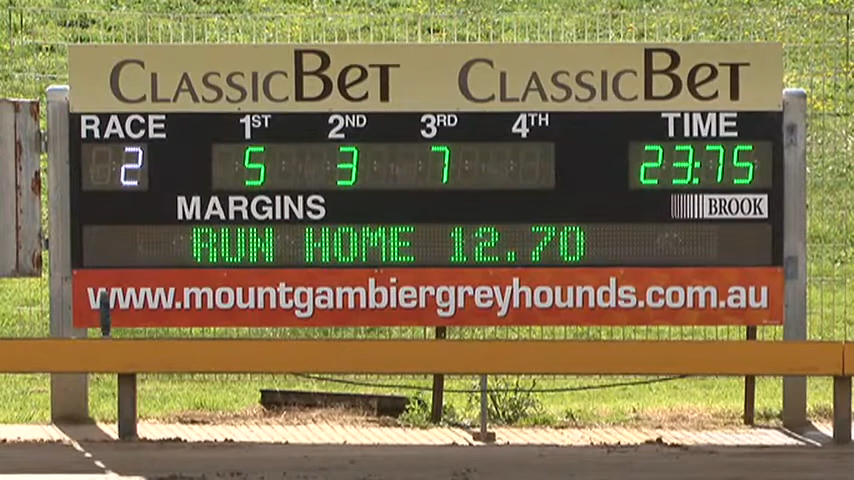 CLASSICBET CLASSICBET
RACE 1ST 2ND 3RD 4TH TIME
2 5 3 7 23:75
MARGINS BROOK
RUN HOME 12.70
www.mountgambiergreyhounds.com.au